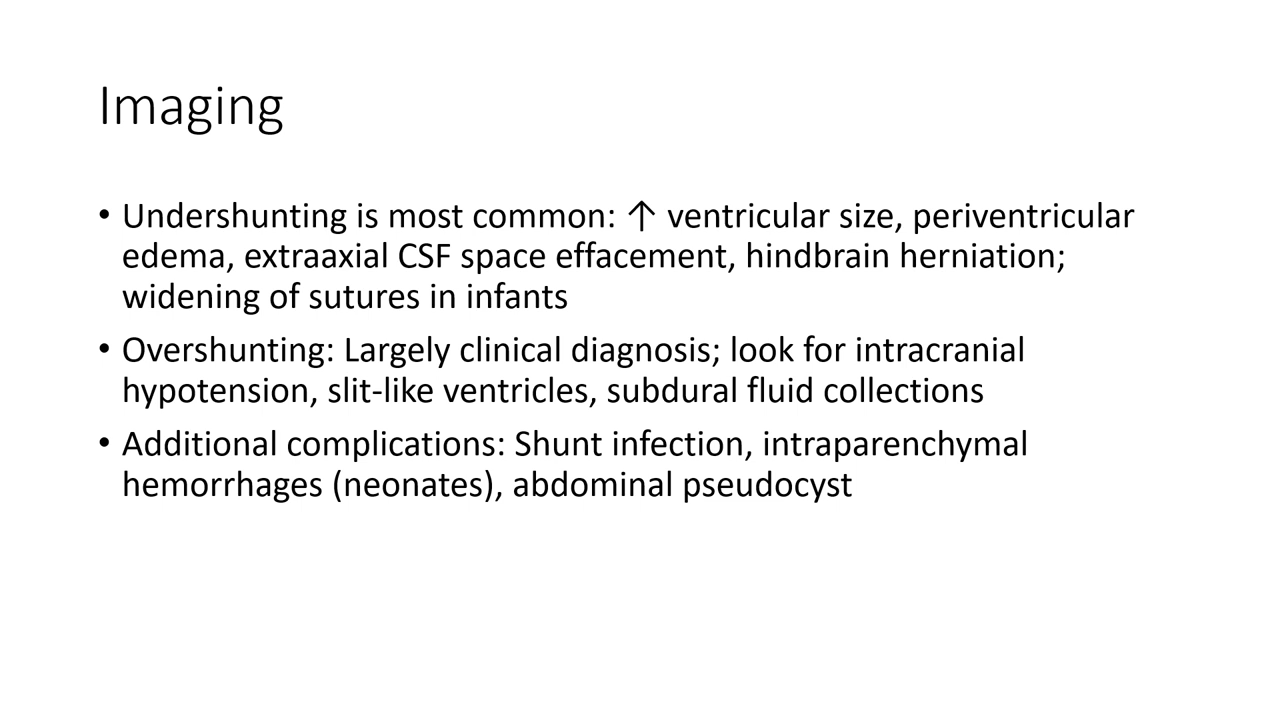 Imaging
• Undershunting is most common: ↑ ventricular size, periventricular
edema, extraaxial CSF space effacement, hindbrain herniation;
widening of sutures in infants
• Overshunting: Largely clinical diagnosis; look for intracranial
hypotension, slit-like ventricles, subdural fluid collections
• Additional complications: Shunt infection, intraparenchymal
hemorrhages (neonates), abdominal pseudocyst